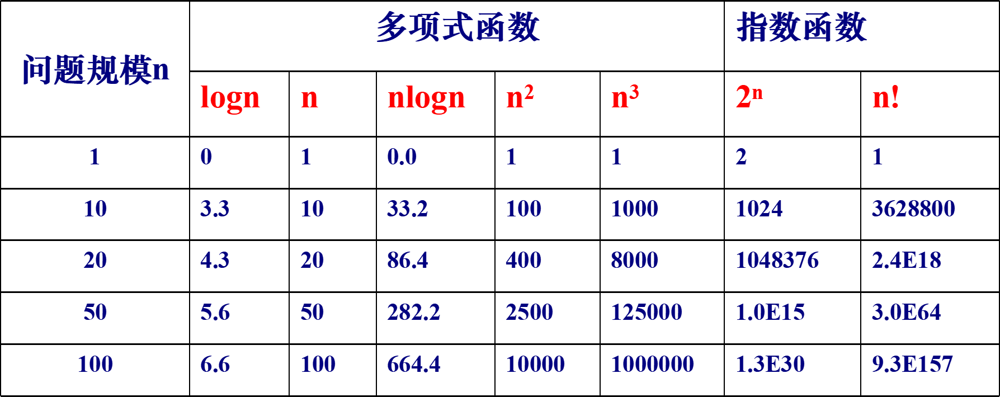 多项式函数 指数函数
问题规模n
logn n nlogn n² n³ 2ⁿ n!
1 0 1 0.0 1 1 2 1
10 3.3 10 33.2 100 1000 1024 3628800
20 4.3 20 86.4 400 8000 1048376 2.4E18
50 5.6 50 282.2 2500 125000 1.0E15 3.0E64
100 6.6 100 664.4 10000 1000000 1.3E30 9.3E157